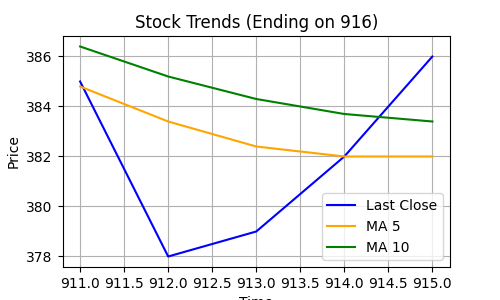 Stock Trends (Ending on 916)
Price
386
384
382
380
378
Last Close
MA 5
MA 10
911.0 911.5 912.0 912.5 913.0 913.5 914.0 914.5 915.0
Time